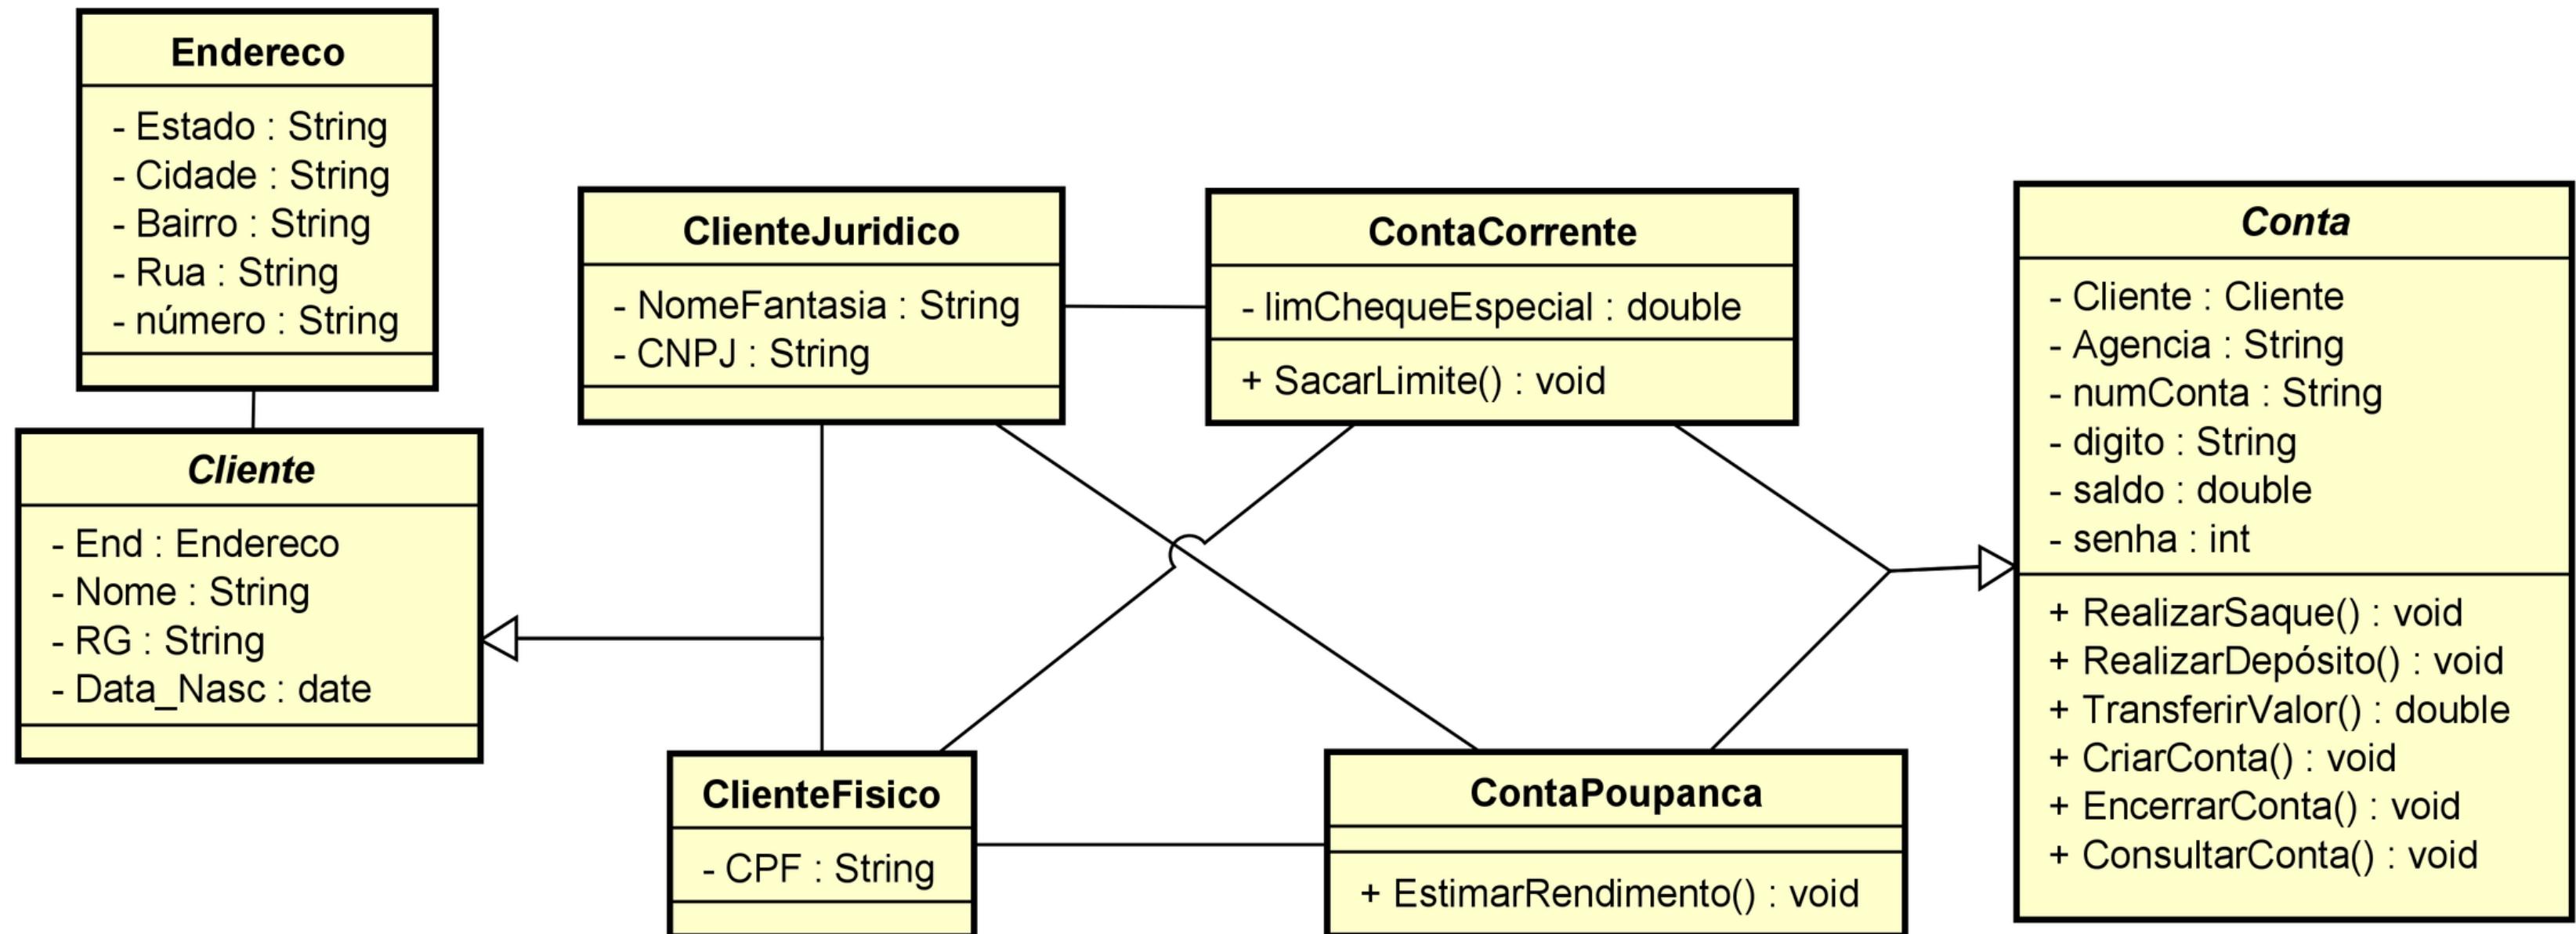 Endereco
- Estado : String
- Cidade : String
- Bairro : String
- Rua : String
- número : String
Cliente
- End : Endereco
- Nome : String
- RG : String
- Data_Nasc : date
ClienteJuridico
- NomeFantasia : String
- CNPJ : String
ClienteFisico
- CPF : String
ContaCorrente
- limChequeEspecial : double
+ SacarLimite() : void
ContaPoupanca
+ EstimarRendimento() : void
Conta
- Cliente : Cliente
- Agencia : String
- numConta : String
- digito : String
- saldo : double
- senha : int
+ RealizarSaque() : void
+ RealizarDepósito() : void
+ TransferirValor() : double
+ CriarConta() : void
+ EncerrarConta() : void
+ ConsultarConta() : void